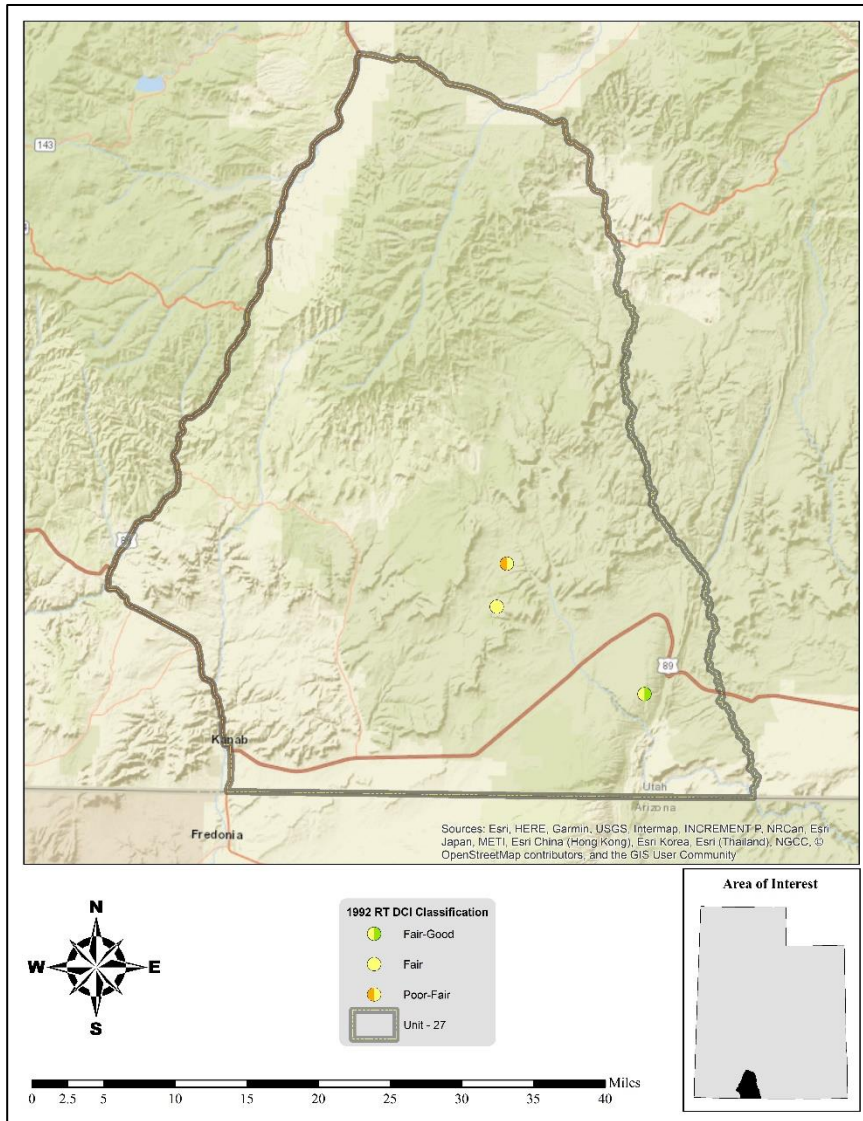 143
89
89
Kanab
Utah
Arizona
Fredonia
Sources: Esri, HERE, Garmin, USGS, Intermap, INCREMENT P, NRCan, Esri
Japan, METI, Esri China (Hong Kong), Esri Korea, Esri (Thailand), NGCC, ©
OpenStreetMap contributors, and the GIS User Community
N
W E
S
1992 RT DCI Classification
Fair-Good
Fair
Poor-Fair
Unit - 27
Area of Interest
Miles
0 2.5 5 10 15 20 25 30 35 40